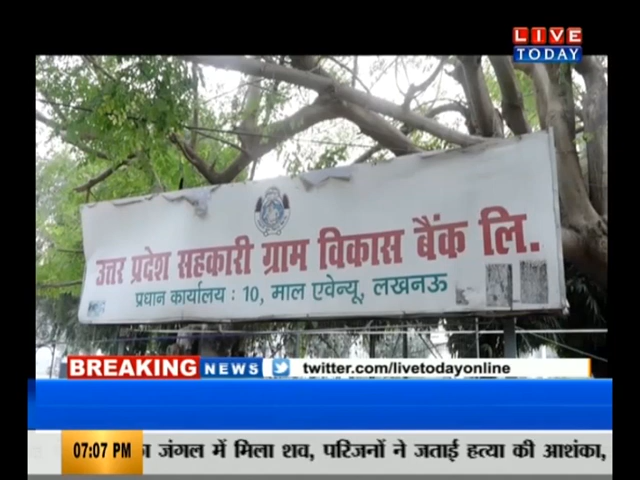 LIVE
TODAY
उत्तर प्रदेश सहकारी ग्राम विकास बैंक लि.
प्रधान कार्यालय : 10, माल एवेन्यू, लखनऊ
BREAKING NEWS twitter.com/livetodayonline
07:07 PM जंगल में मिला शव, परिजनों ने जताई हत्या की आशंका,